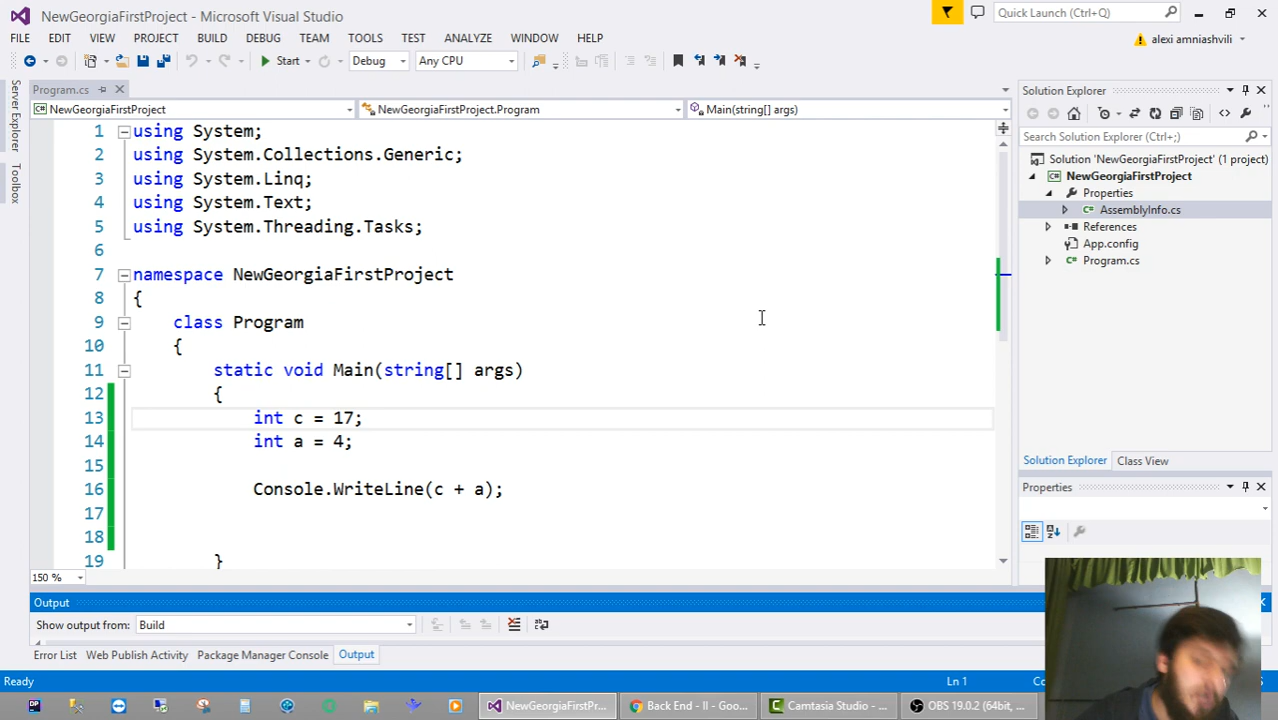 NewGeorgiaFirstProject - Microsoft Visual Studio
Quick Launch (Ctrl+Q)
FILE EDIT VIEW PROJECT BUILD DEBUG TEAM TOOLS TEST ANALYZE WINDOW HELP
alexi amniashvili
Start Debug Any CPU
Server Explorer
Toolbox
Program.cs
NewGeorgiaFirstProject NewGeorgiaFirstProject.Program Main(string[] args)
1 using System;
2 using System.Collections.Generic;
3 using System.Linq;
4 using System.Text;
5 using System.Threading.Tasks;
6
7 namespace NewGeorgiaFirstProject
8 {
9 class Program
10 {
11 static void Main(string[] args)
12 {
13 int c = 17;
14 int a = 4;
15
16 Console.WriteLine(c + a);
17
18
19 }
150 %
Solution Explorer
Search Solution Explorer (Ctrl+;)
Solution 'NewGeorgiaFirstProject' (1 project)
NewGeorgiaFirstProject
Properties
AssemblyInfo.cs
References
App.config
Program.cs
Solution Explorer Class View
Properties
Output
Show output from: Build
Error List Web Publish Activity Package Manager Console Output
Ready Ln 1
NewGeorgiaFirstPr... Back End - II - Goo... Camtasia Studio - ... OBS 19.0.2 (64bit, ...